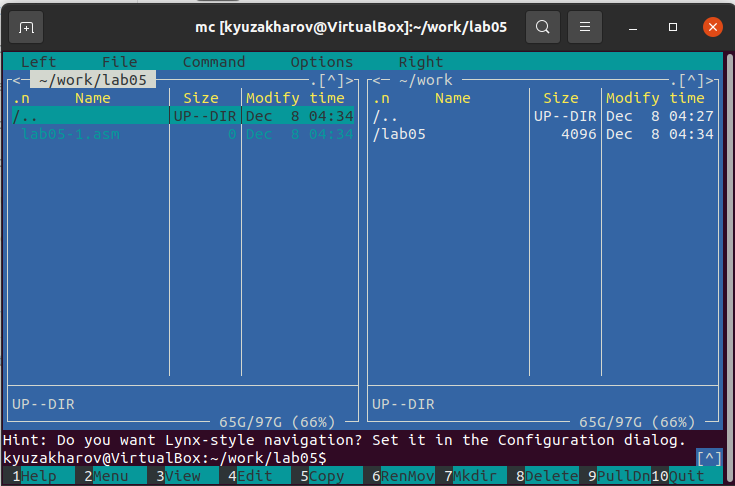 mc [kyuzakharov@VirtualBox]:~/work/lab05
Left File Command Options Right
<— ~/work/lab05 .[^]> <— ~/work .[^]>
.n Name Size Modify time .n Name Size Modify time
/.. UP--DIR Dec 8 04:34 /.. UP--DIR Dec 8 04:27
lab05-1.asm 0 Dec 8 04:34 /lab05 4096 Dec 8 04:34
UP--DIR UP--DIR
65G/97G (66%) 65G/97G (66%)
Hint: Do you want Lynx-style navigation? Set it in the Configuration dialog.
kyuzakharov@VirtualBox:~/work/lab05$ [^]
1Help 2Menu 3View 4Edit 5Copy 6RenMov 7Mkdir 8Delete 9PullDn 10Quit